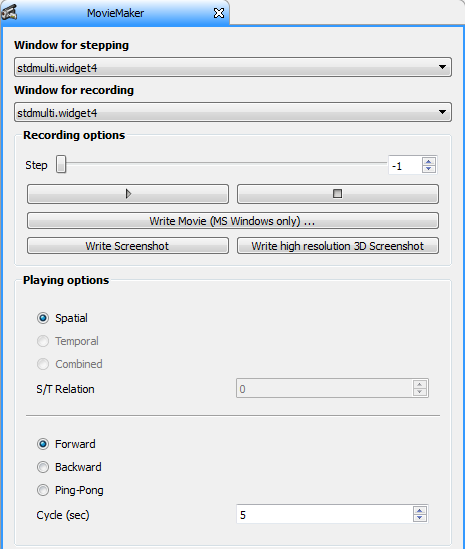 MovieMaker
Window for stepping
stdmulti.widget4
Window for recording
stdmulti.widget4
Recording options
Step -1
Write Movie (MS Windows only) ...
Write Screenshot Write high resolution 3D Screenshot
Playing options
Spatial
Temporal
Combined
S/T Relation 0
Forward
Backward
Ping-Pong
Cycle (sec) 5